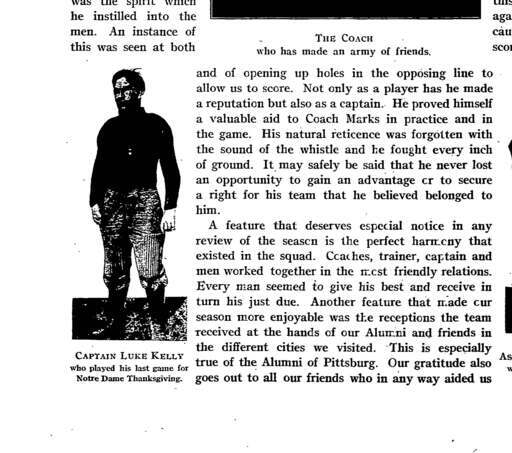 was the spirit which
he instilled into the
men. An instance of
this was seen at both
THE COACH
who has made an army of friends.
and of opening up holes in the opposing line to
allow us to score. Not only as a player has he made
a reputation but also as a captain. He proved himself
a valuable aid to Coach Marks in practice and in
the game. His natural reticence was forgotten with
the sound of the whistle and he fought every inch
of ground. It may safely be said that he never lost
an opportunity to gain an advantage or to secure
a right for his team that he believed belonged to
him.
A feature that deserves especial notice in any
review of the season is the perfect harmony that
existed in the squad. Coaches, trainer, captain and
men worked together in the most friendly relations.
Every man seemed to give his best and receive in
turn his just due. Another feature that made our
season more enjoyable was the receptions the team
received at the hands of our Alumni and friends in
the different cities we visited. This is especially
true of the Alumni of Pittsburg. Our gratitude also
goes out to all our friends who in any way aided us
CAPTAIN LUKE KELLY
who played his last game for
Notre Dame Thanksgiving.